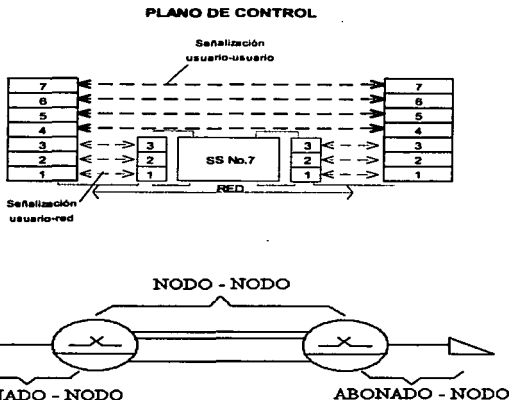 PLANO DE CONTROL
Señalización
usuario-usuario
7 7
6 6
5 5
4 4
3 3 3 3
2 2 SS No.7 2 2
1 1 1 1
RED
Señalización
usuario-red
NODO - NODO
X X
NADO - NODO ABONADO - NODO